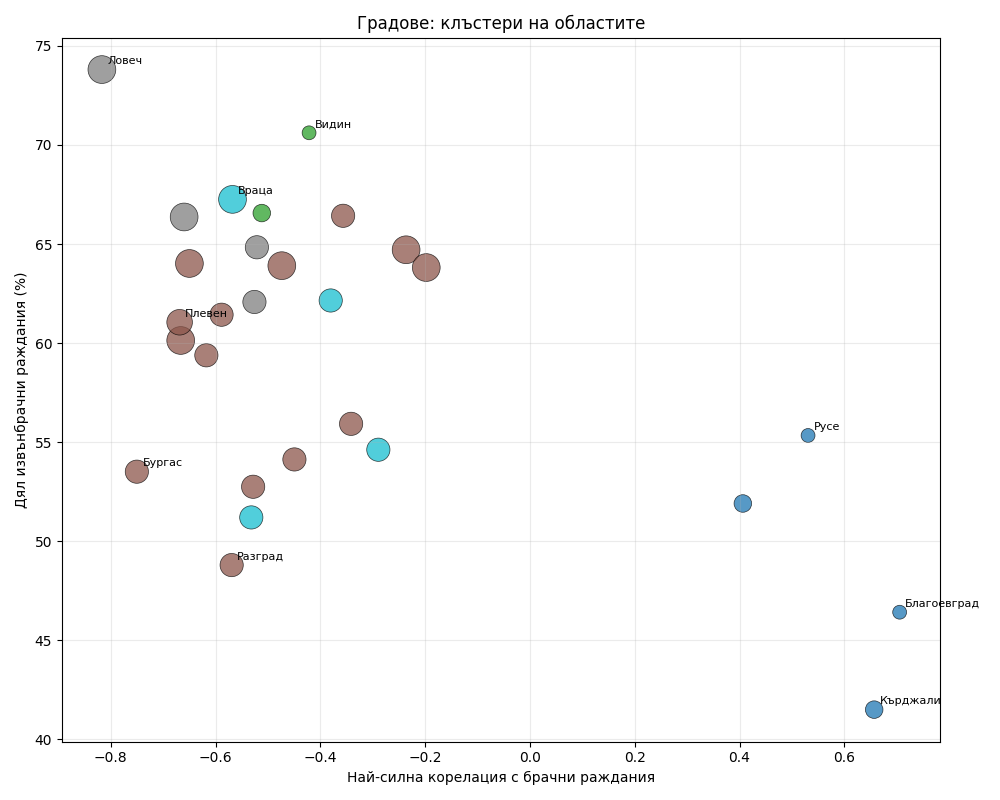 Градове: клъстери на областите
Дял извънбрачни раждания (%)
75
70
65
60
55
50
45
40
Ловеч
Видин
Враца
Плевен
Бургас
Разград
Русе
Благоевград
Кърджали
−0.8
−0.6
−0.4
−0.2
0.0
0.2
0.4
0.6
Най-силна корелация с брачни раждания